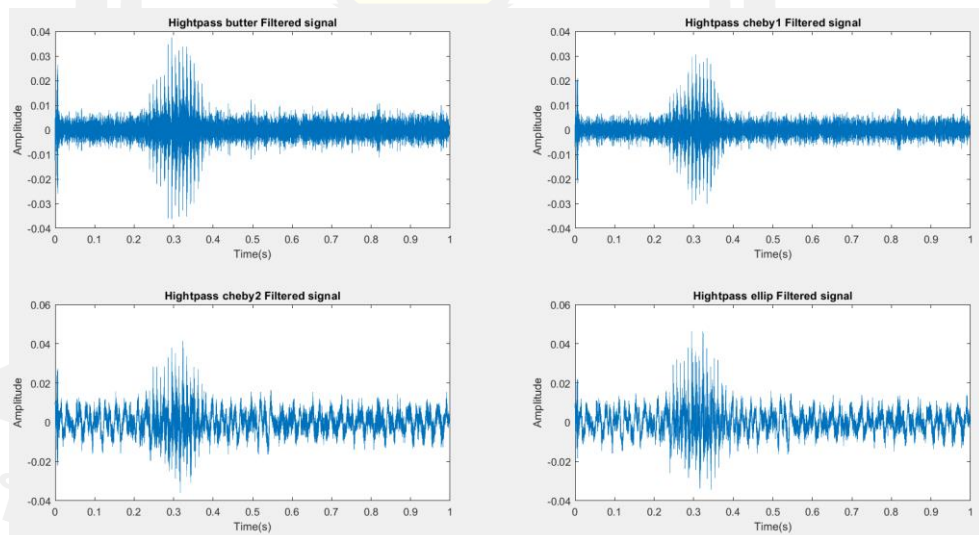 Hightpass butter Filtered signal
Amplitude
0.04
0.03
0.02
0.01
0
-0.01
-0.02
-0.03
-0.04
0 0.1 0.2 0.3 0.4 0.5 0.6 0.7 0.8 0.9 1
Time(s)
Hightpass cheby1 Filtered signal
Amplitude
0.04
0.03
0.02
0.01
0
-0.01
-0.02
-0.03
-0.04
0 0.1 0.2 0.3 0.4 0.5 0.6 0.7 0.8 0.9 1
Time(s)
Hightpass cheby2 Filtered signal
Amplitude
0.06
0.04
0.02
0
-0.02
-0.04
0 0.1 0.2 0.3 0.4 0.5 0.6 0.7 0.8 0.9 1
Time(s)
Hightpass ellip Filtered signal
Amplitude
0.06
0.04
0.02
0
-0.02
-0.04
0 0.1 0.2 0.3 0.4 0.5 0.6 0.7 0.8 0.9 1
Time(s)